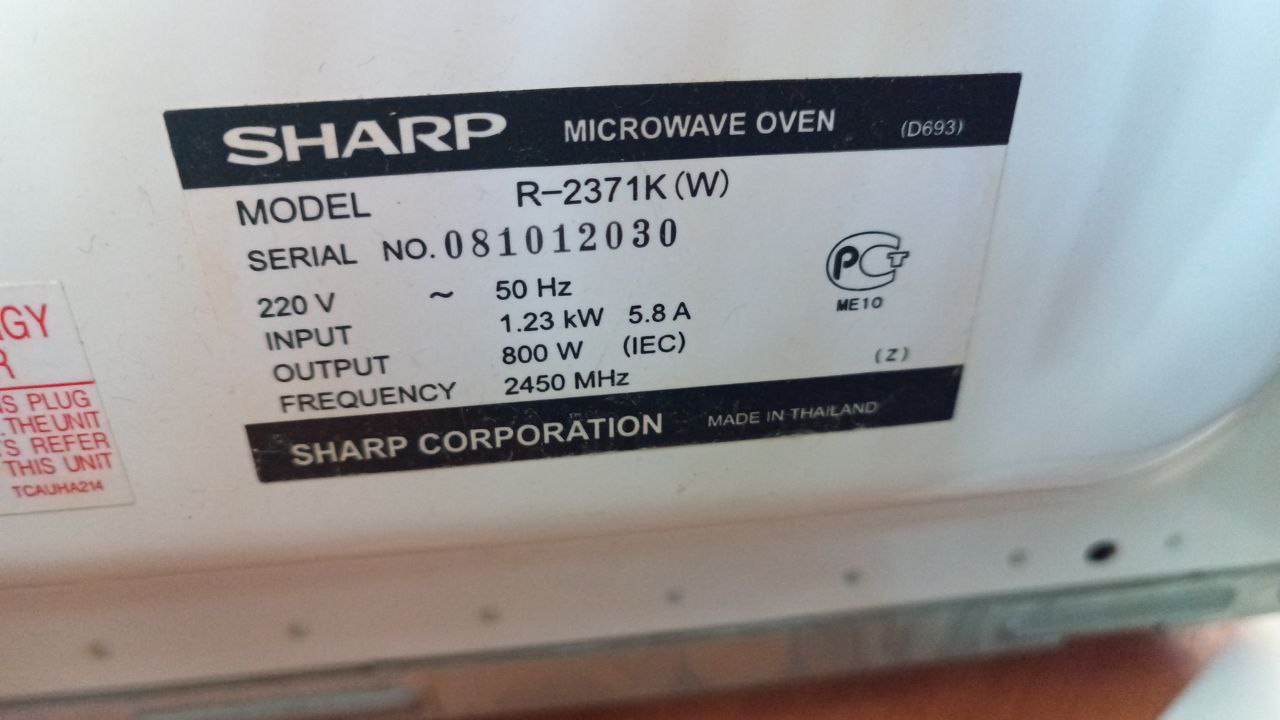 SHARP MICROWAVE OVEN (D693)
MODEL R-2371K (W)
SERIAL NO. 081012030
220 V ~ 50 Hz
INPUT 1.23 kW 5.8 A
OUTPUT 800 W (IEC)
FREQUENCY 2450 MHz
PCT
ME10
(Z)
SHARP CORPORATION MADE IN THAILAND
GY
R
S PLUG
THE UNIT
S REFER
THIS UNIT
TCAUHA214